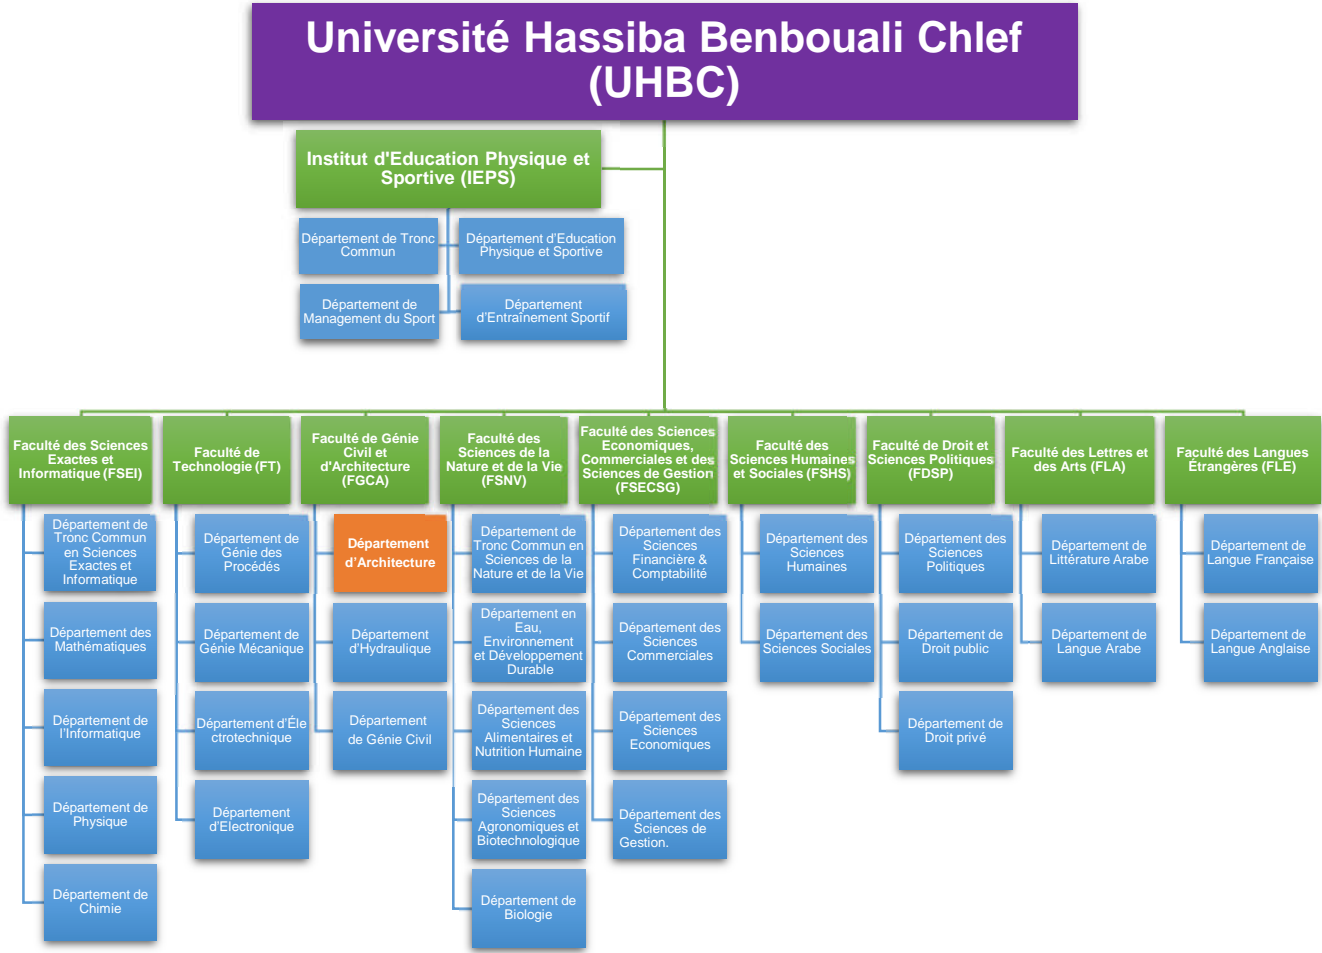 Université Hassiba Benbouali Chlef
(UHBC)
Institut d'Education Physique et
Sportive (IEPS)
Département de Tronc
Commun
Département d'Education
Physique et Sportive
Département de
Management du Sport
Département
d'Entraînement Sportif
Faculté des Sciences
Exactes et
Informatique (FSEI)
Département de
Tronc Commun
en Sciences
Exactes et
Informatique
Département des
Mathématiques
Département de
l'Informatique
Département de
Physique
Département de
Chimie
Faculté de
Technologie (FT)
Département de
Génie des
Procédés
Département de
Génie Mécanique
Département d'Éle
ctrotechnique
Département
d'Electronique
Faculté de Génie
Civil et
d'Architecture
(FGCA)
Département
d'Architecture
Département
d'Hydraulique
Département
de Génie Civil
Faculté des
Sciences de la
Nature et de la Vie
(FSNV)
Département de
Tronc Commun en
Sciences de la
Nature et de la Vie
Département en
Eau,
Environnement
et Développement
Durable
Département des
Sciences
Alimentaires et
Nutrition Humaine
Département des
Sciences
Agronomiques et
Biotechnologique
Département de
Biologie
Faculté des Sciences
Economiques,
Commerciales et des
Sciences de Gestion
(FSECSG)
Département des
Sciences
Financière &
Comptabilité
Département des
Sciences
Commerciales
Département des
Sciences
Economiques
Département des
Sciences de
Gestion.
Faculté des
Sciences Humaines
et Sociales (FSHS)
Département des
Sciences
Humaines
Département des
Sciences Sociales
Faculté de Droit et
Sciences Politiques
(FDSP)
Département des
Sciences
Politiques
Département de
Droit public
Département de
Droit privé
Faculté des Lettres et
des Arts (FLA)
Département de
Littérature Arabe
Département de
Langue Arabe
Faculté des Langues
Étrangères (FLE)
Département de
Langue Française
Département de
Langue Anglaise